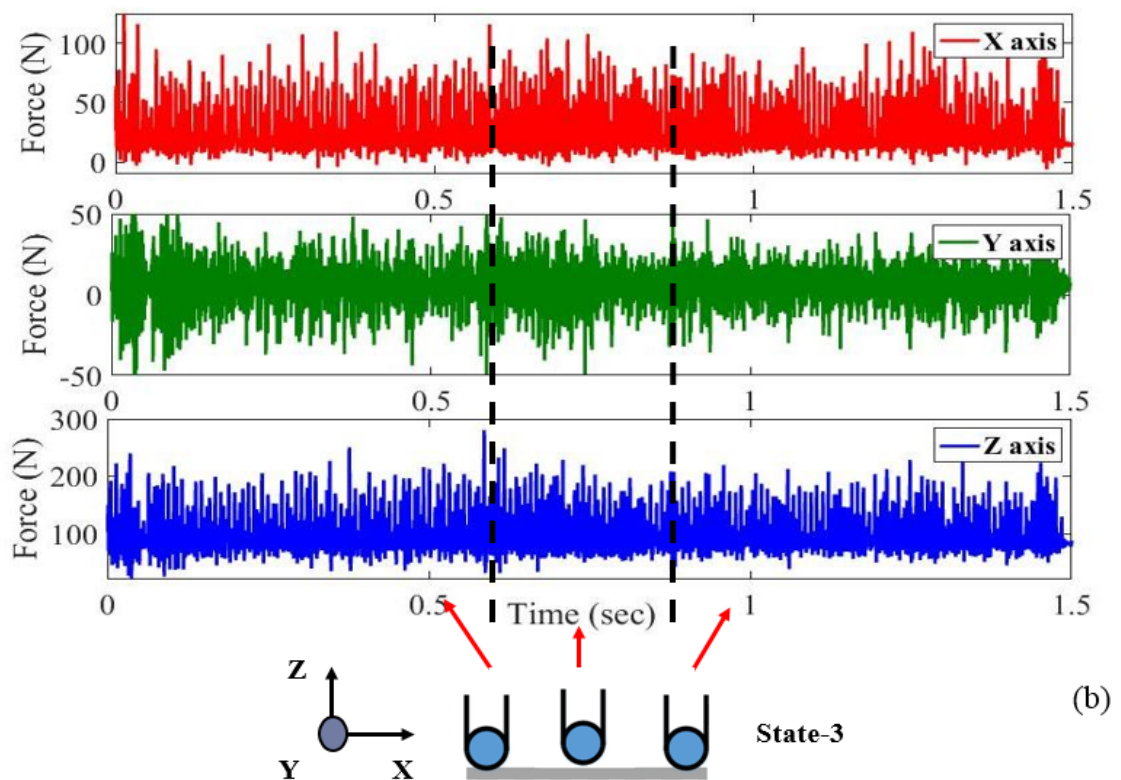 Force (N)
100
50
0
X axis
0
0.5
1
1.5
Force (N)
50
0
-50
Y axis
0
0.5
1
1.5
Force (N)
300
200
100
Z axis
0
0.5
Time (sec)
1
1.5
Z
Y
X
State-3
(b)